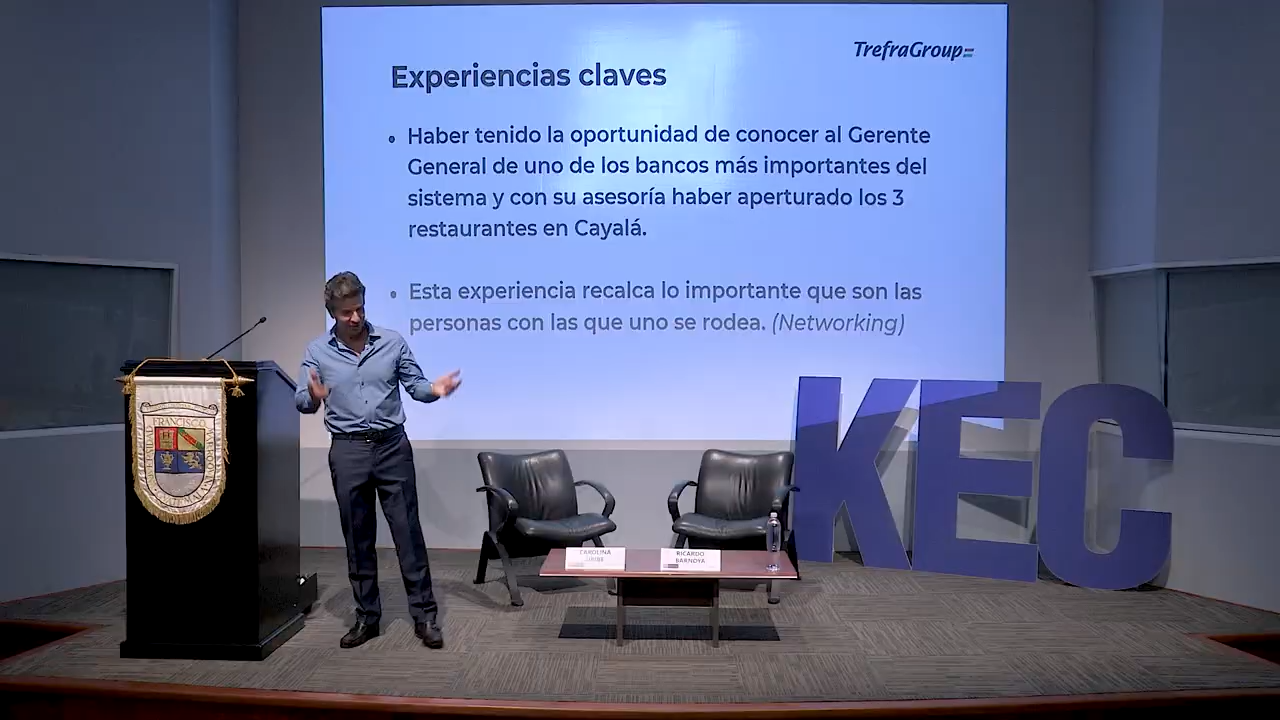 TrefraGroup
Experiencias claves
• Haber tenido la oportunidad de conocer al Gerente
General de uno de los bancos más importantes del
sistema y con su asesoría haber aperturado los 3
restaurantes en Cayalá.
• Esta experiencia recalca lo importante que son las
personas con las que uno se rodea. (Networking)
KEC
FRANCISCO
CAROLINA
RICARDO
BARNOYA